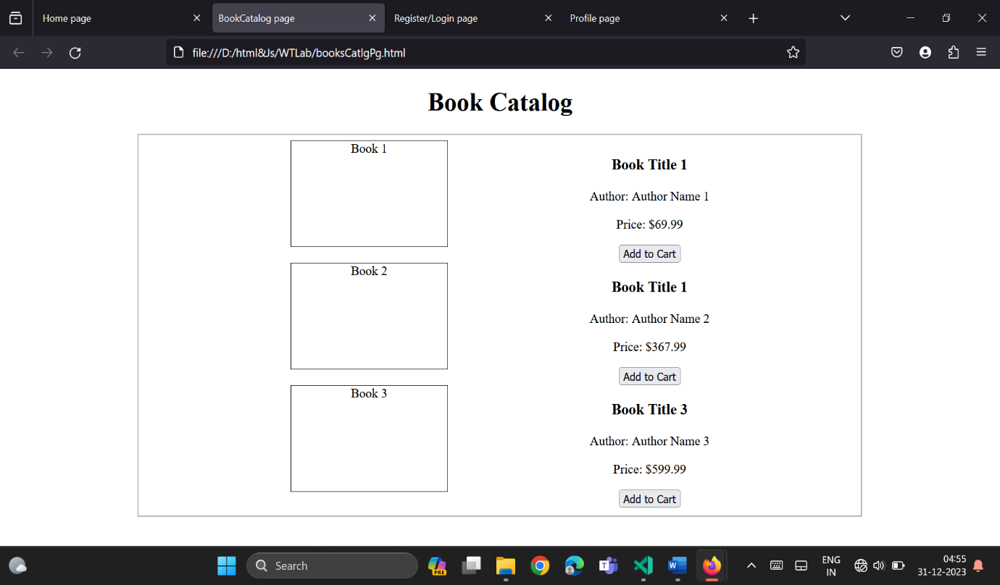 Home page
BookCatalog page
Register/Login page
Profile page
file:///D:/html&Js/WTLab/booksCatlgPg.html
Book Catalog
Book 1
Book Title 1
Author: Author Name 1
Price: $69.99
Add to Cart
Book 2
Book Title 1
Author: Author Name 2
Price: $367.99
Add to Cart
Book 3
Book Title 3
Author: Author Name 3
Price: $599.99
Add to Cart
Search
PRE
T
W
ENG
IN
04:55
31-12-2023